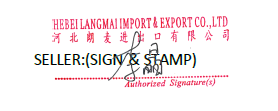 HEBEI LANGMAI IMPORT & EXPORT CO.,LTD
河北朗麦进出口有限公司
SELLER:(SIGN & STAMP)
Authorized Signature(s)